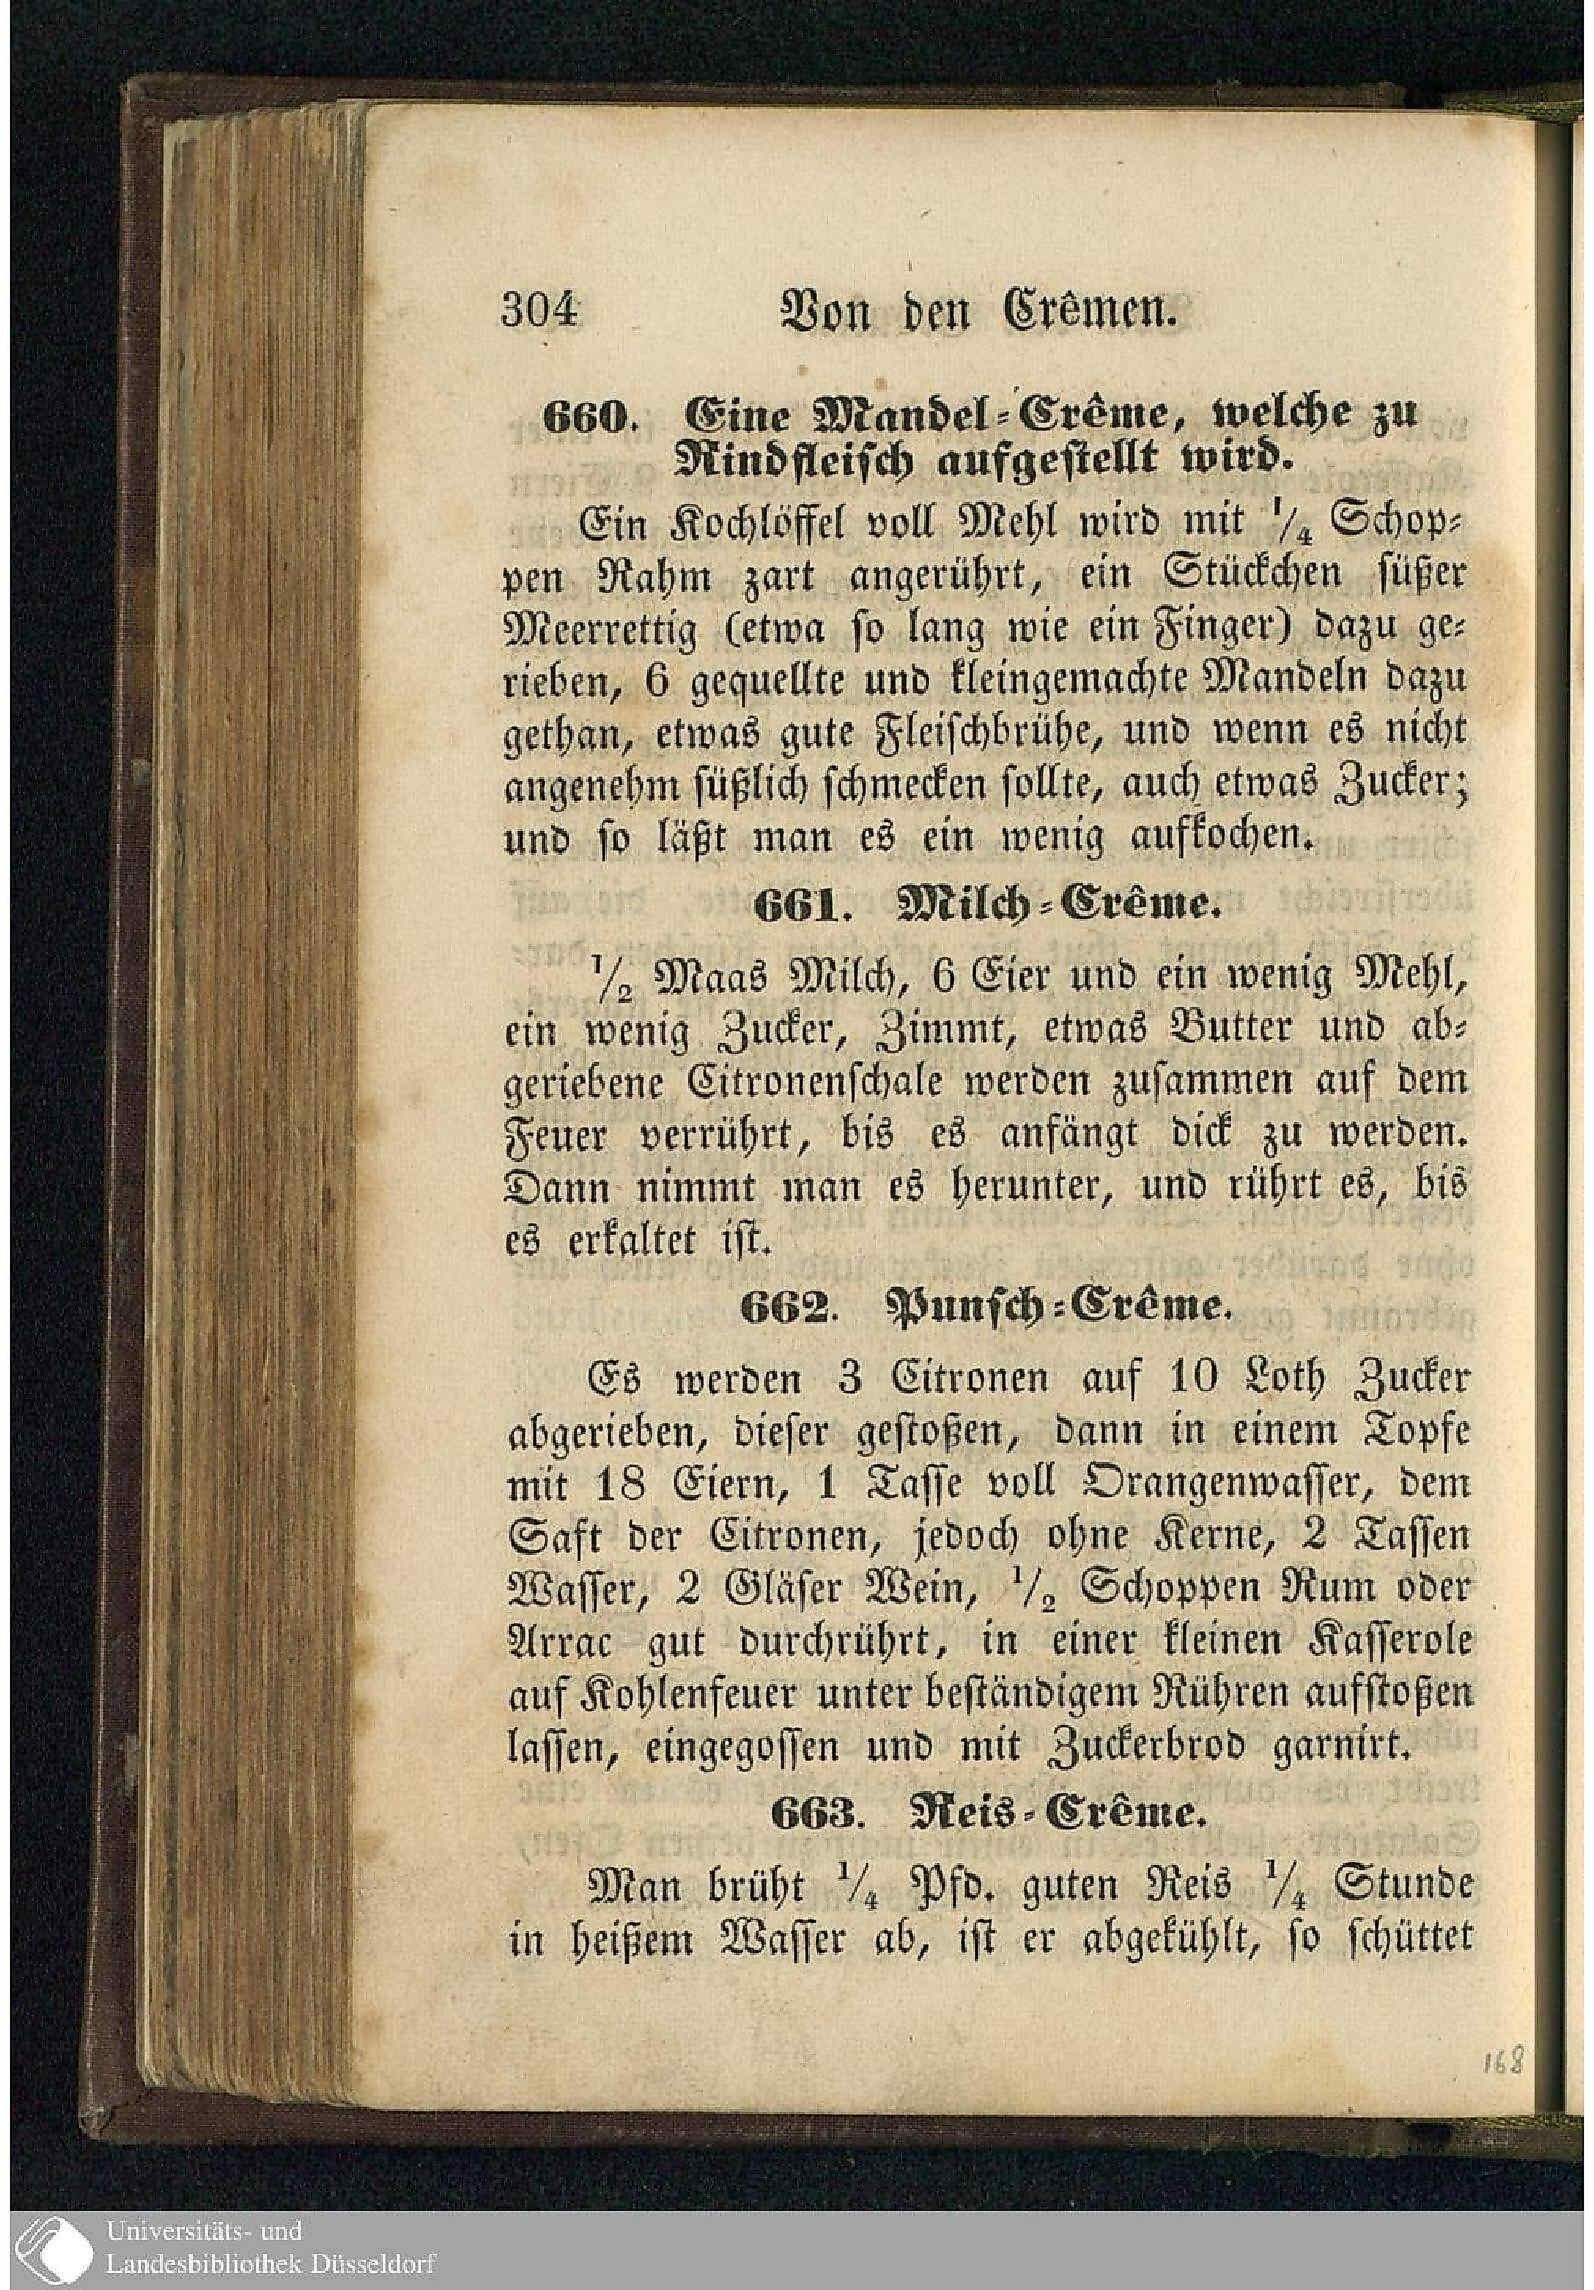 304 Von den Crêmen.
660. Eine Mandel-Crême, welche zu
Rindfleisch aufgestellt wird.
Ein Kochlöffel voll Mehl wird mit 1/4 Schop-
pen Rahm zart angerührt, ein Stückchen süßer
Meerrettig (etwa so lang wie ein Finger) dazu ge-
rieben, 6 gequellte und kleingemachte Mandeln dazu
gethan, etwas gute Fleischbrühe, und wenn es nicht
angenehm süßlich schmecken sollte, auch etwas Zucker;
und so läßt man es ein wenig aufkochen.
661. Milch-Crême.
1/2 Maas Milch, 6 Eier und ein wenig Mehl,
ein wenig Zucker, Zimmt, etwas Butter und ab-
geriebene Citronenschale werden zusammen auf dem
Feuer verrührt, bis es anfängt dick zu werden.
Dann nimmt man es herunter, und rührt es, bis
es erkaltet ist.
662. Punsch-Crême.
Es werden 3 Citronen auf 10 Loth Zucker
abgerieben, dieser gestoßen, dann in einem Topfe
mit 18 Eiern, 1 Tasse voll Orangenwasser, dem
Saft der Citronen, jedoch ohne Kerne, 2 Tassen
Wasser, 2 Gläser Wein, 1/2 Schoppen Rum oder
Arrac gut durchrührt, in einer kleinen Kasserole
auf Kohlenfeuer unter beständigem Rühren aufstoßen
lassen, eingegossen und mit Zuckerbrod garnirt.
663. Reis-Crême.
Man brüht 1/4 Pfd. guten Reis 1/4 Stunde
in heißem Wasser ab, ist er abgekühlt, so schüttet
168
Universitäts- und
Landesbibliothek Düsseldorf